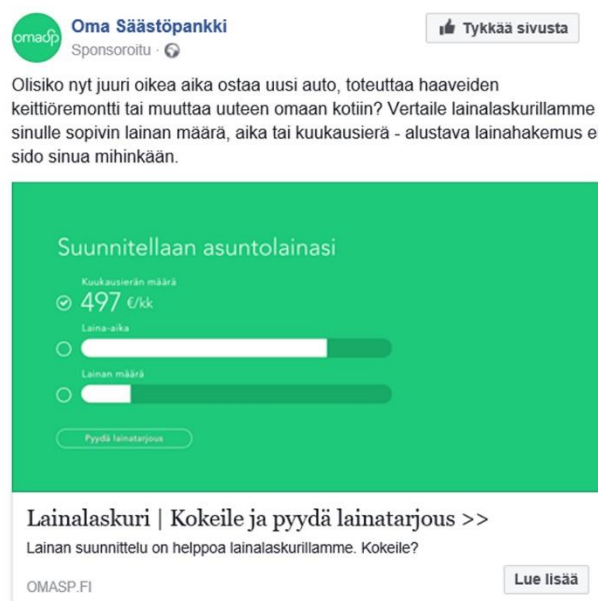 omaSp
Oma Säästöpankki
Sponsoroitu ·
Tykkää sivusta
Olisiko nyt juuri oikea aika ostaa uusi auto, toteuttaa haaveiden
keittiöremontti tai muuttaa uuteen omaan kotiin? Vertaile lainalaskurillamme
sinulle sopivin lainan määrä, aika tai kuukausierä - alustava lainahakemus e
sido sinua mihinkään.
Suunnitellaan asuntolainasi
Kuukausierän määrä
497 €/kk
Laina-aika
Lainan määrä
Pyydä lainatarjous
Lainalaskuri | Kokeile ja pyydä lainatarjous >>
Lainan suunnittelu on helppoa lainalaskurillamme. Kokeile?
OMASP.FI
Lue lisää